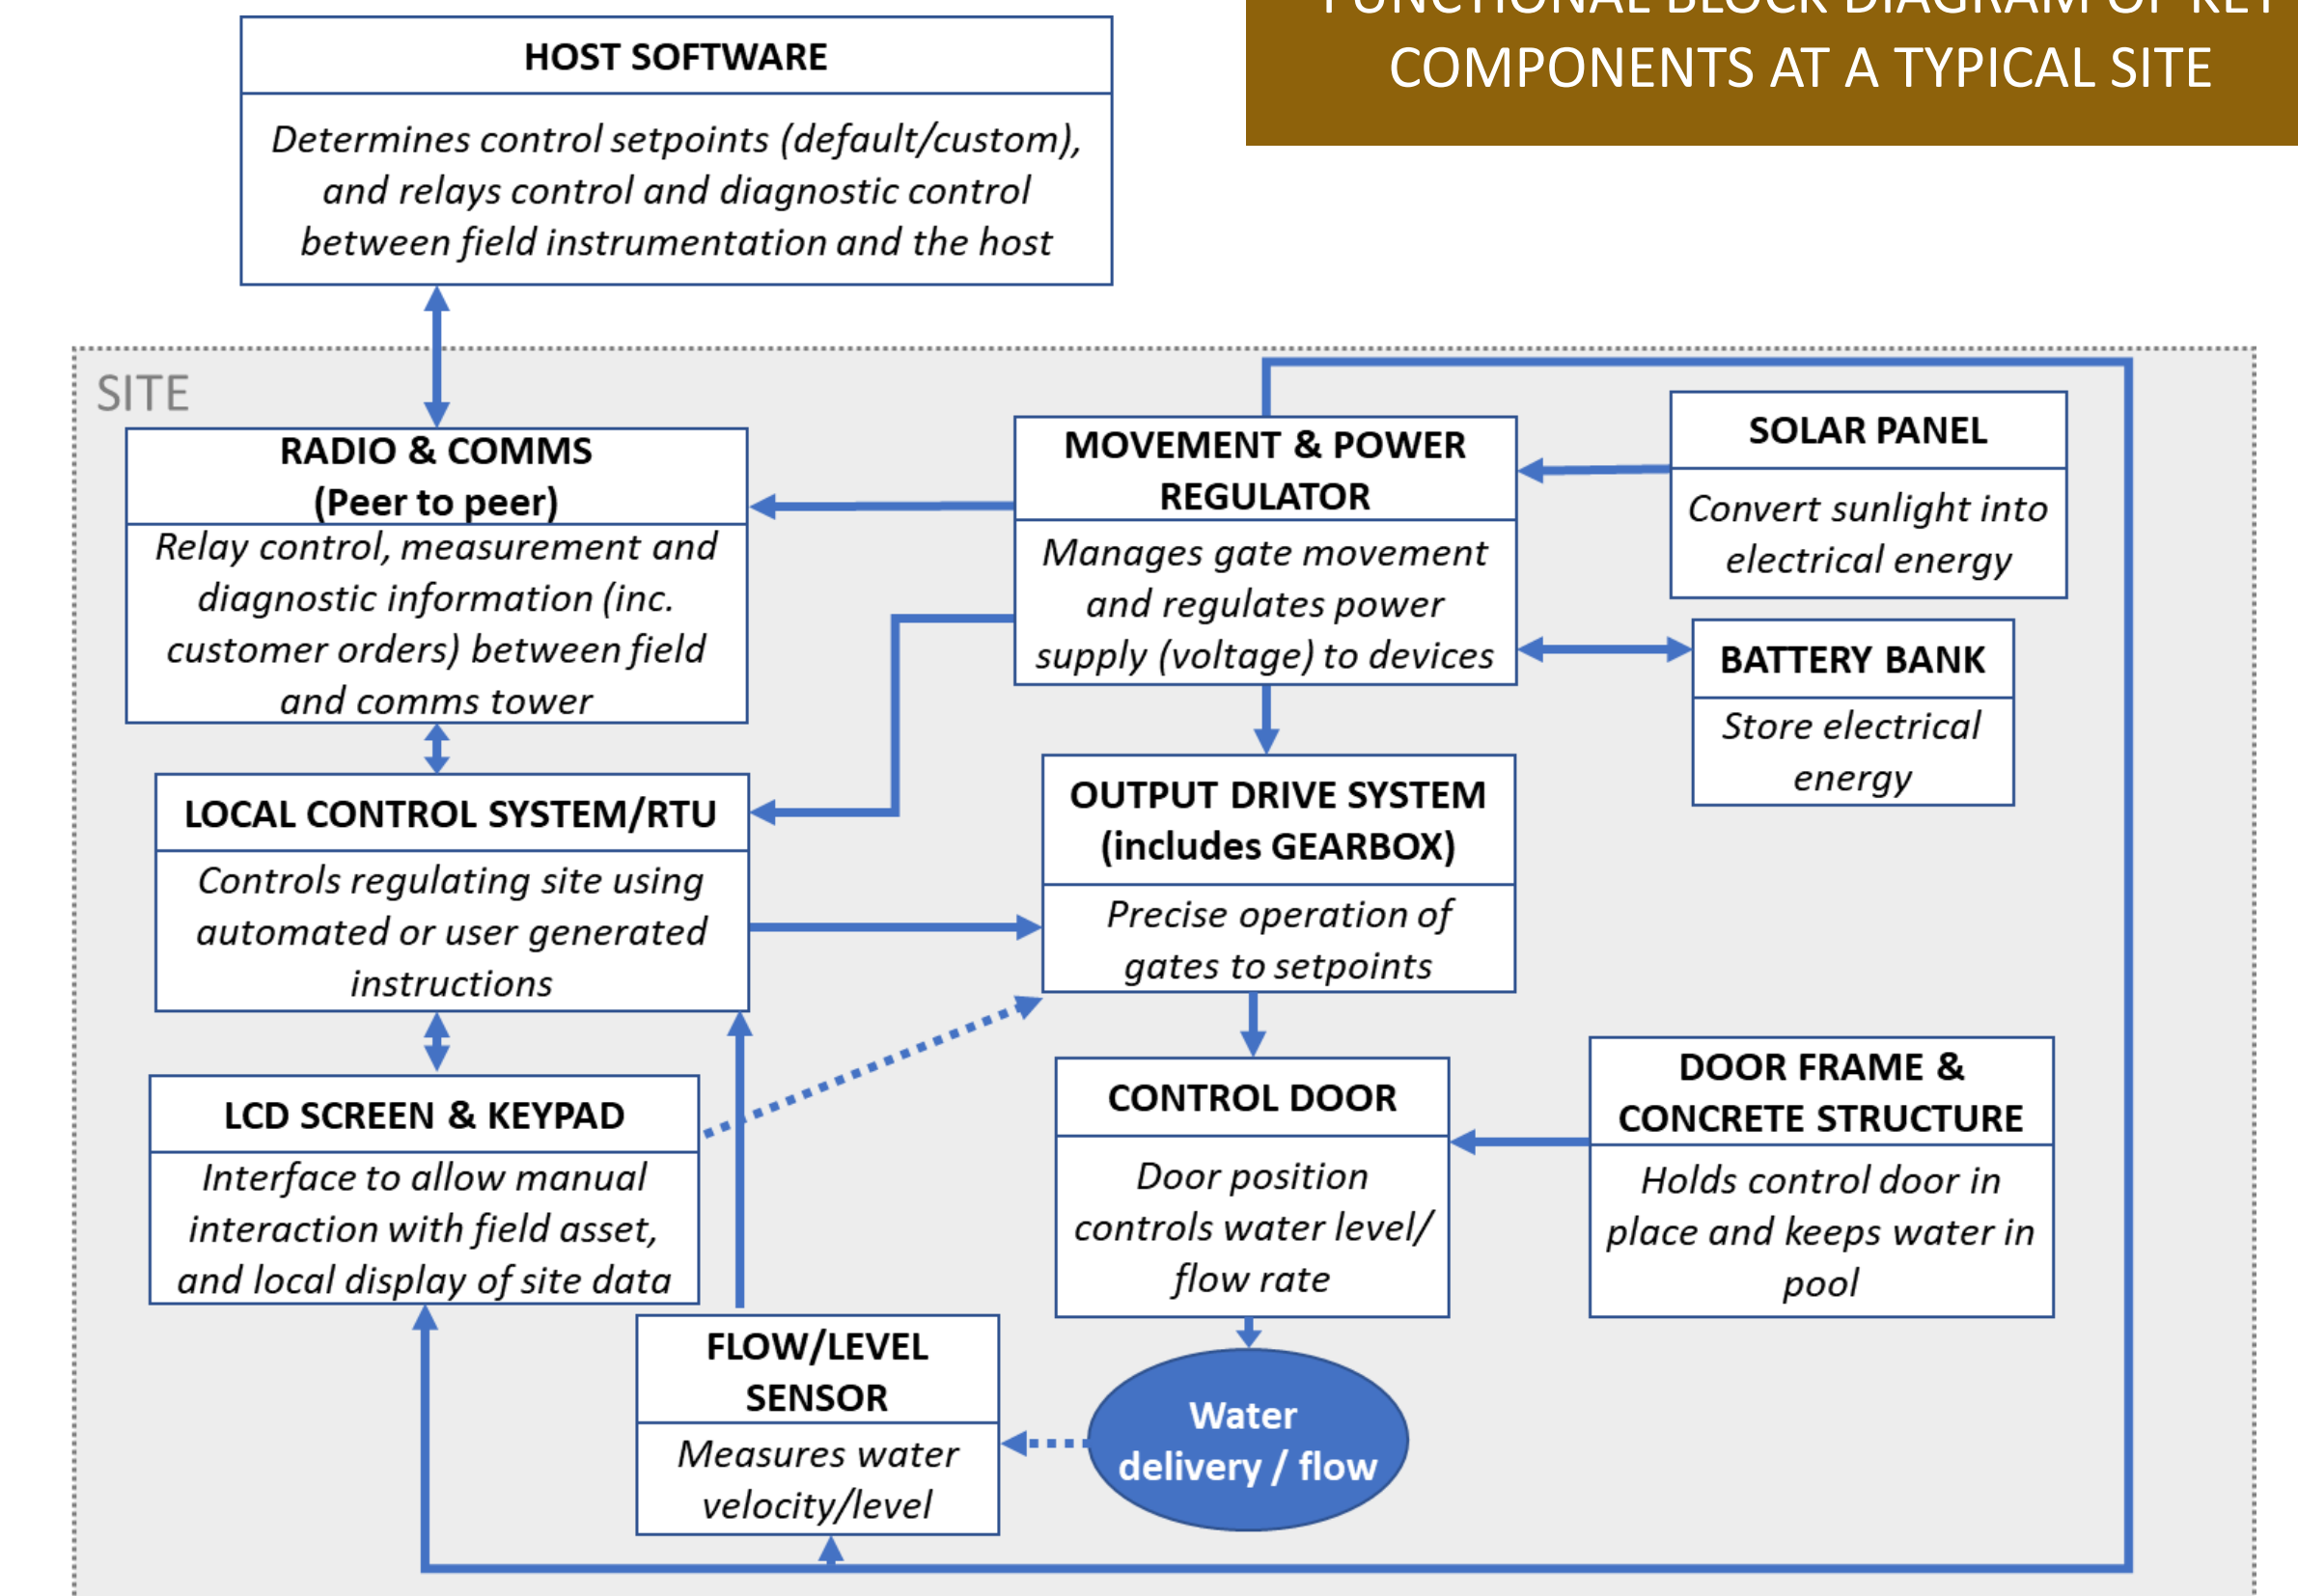 FUNCTIONAL BLOCK DIAGRAM OF KEY
COMPONENTS AT A TYPICAL SITE
HOST SOFTWARE
Determines control setpoints (default/custom),
and relays control and diagnostic control
between field instrumentation and the host
SITE
RADIO & COMMS
(Peer to peer)
Relay control, measurement and
diagnostic information (inc.
customer orders) between field
and comms tower
MOVEMENT & POWER
REGULATOR
Manages gate movement
and regulates power
supply (voltage) to devices
SOLAR PANEL
Convert sunlight into
electrical energy
BATTERY BANK
Store electrical
energy
LOCAL CONTROL SYSTEM/RTU
Controls regulating site using
automated or user generated
instructions
OUTPUT DRIVE SYSTEM
(includes GEARBOX)
Precise operation of
gates to setpoints
LCD SCREEN & KEYPAD
Interface to allow manual
interaction with field asset,
and local display of site data
CONTROL DOOR
Door position
controls water level/
flow rate
DOOR FRAME &
CONCRETE STRUCTURE
Holds control door in
place and keeps water in
pool
FLOW/LEVEL
SENSOR
Measures water
velocity/level
Water
delivery / flow